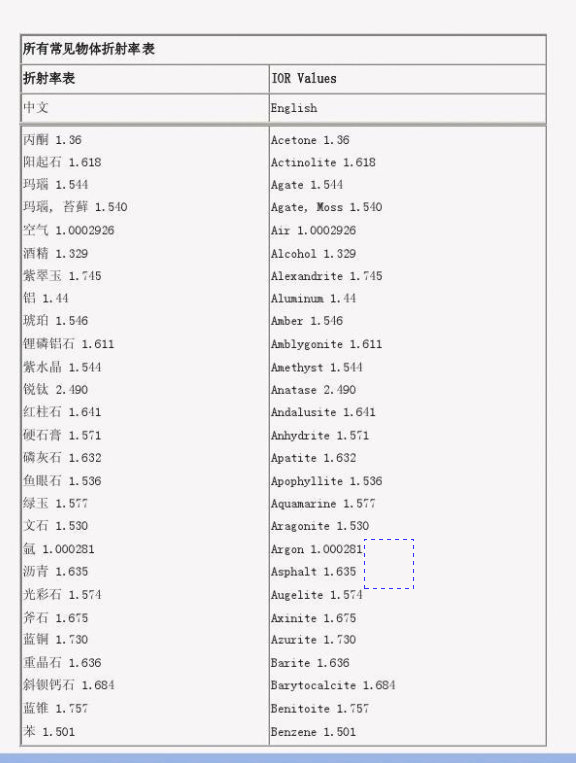 所有常见物体折射率表
折射率表 IOR Values
中文 English
丙酮 1.36 Acetone 1.36
阳起石 1.618 Actinolite 1.618
玛瑙 1.544 Agate 1.544
玛瑙, 苔藓 1.540 Agate, Moss 1.540
空气 1.0002926 Air 1.0002926
酒精 1.329 Alcohol 1.329
紫翠玉 1.745 Alexandrite 1.745
铝 1.44 Aluminum 1.44
琥珀 1.546 Amber 1.546
锂磷铝石 1.611 Amblygonite 1.611
紫水晶 1.544 Amethyst 1.544
锐钛 2.490 Anatase 2.490
红柱石 1.641 Andalusite 1.641
硬石膏 1.571 Anhydrite 1.571
磷灰石 1.632 Apatite 1.632
鱼眼石 1.536 Apophyllite 1.536
绿玉 1.577 Aquamarine 1.577
文石 1.530 Aragonite 1.530
氩 1.000281 Argon 1.000281
沥青 1.635 Asphalt 1.635
光彩石 1.574 Augelite 1.574
斧石 1.675 Axinite 1.675
蓝铜 1.730 Azurite 1.730
重晶石 1.636 Barite 1.636
斜钡钙石 1.684 Barytocalcite 1.684
蓝锥 1.757 Benitoite 1.757
苯 1.501 Benzene 1.501